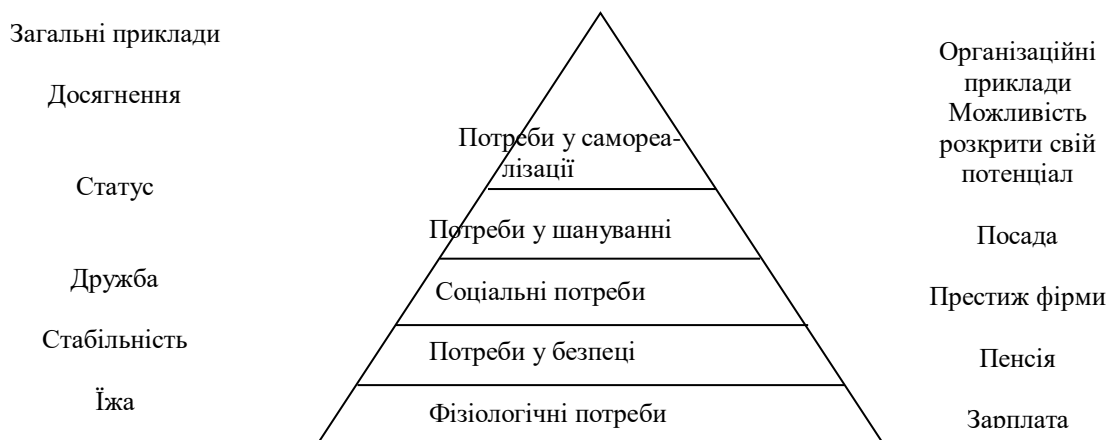 Загальні приклади
Досягнення
Статус
Дружба
Стабільність
Їжа
Потреби у самореа-
лізації
Потреби у шануванні
Соціальні потреби
Потреби у безпеці
Фізіологічні потреби
Організаційні
приклади
Можливість
розкрити свій
потенціал
Посада
Престиж фірми
Пенсія
Зарплата